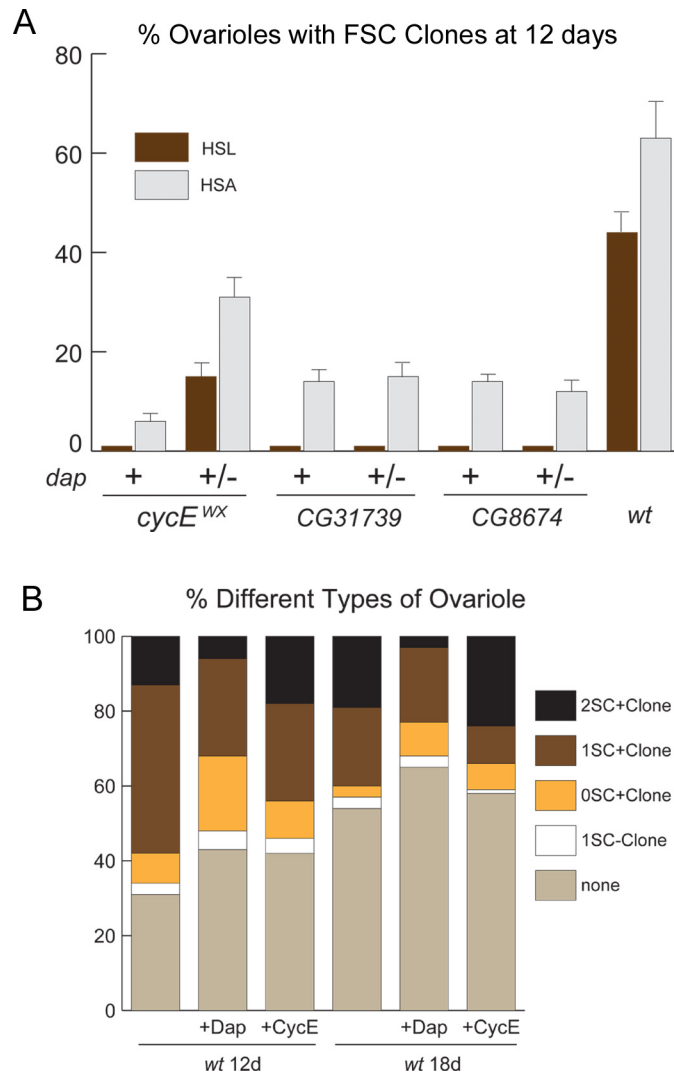 A
% Ovarioles with FSC Clones at 12 days
80
60
40
20
0
HSL
HSA
dap + +/- + +/- + +/-
cycE WX CG31739 CG8674 wt
B
% Different Types of Ovariole
100
80
60
40
20
0
2SC+Clone
1SC+Clone
0SC+Clone
1SC-Clone
none
+Dap +CycE +Dap +CycE
wt 12d wt 18d